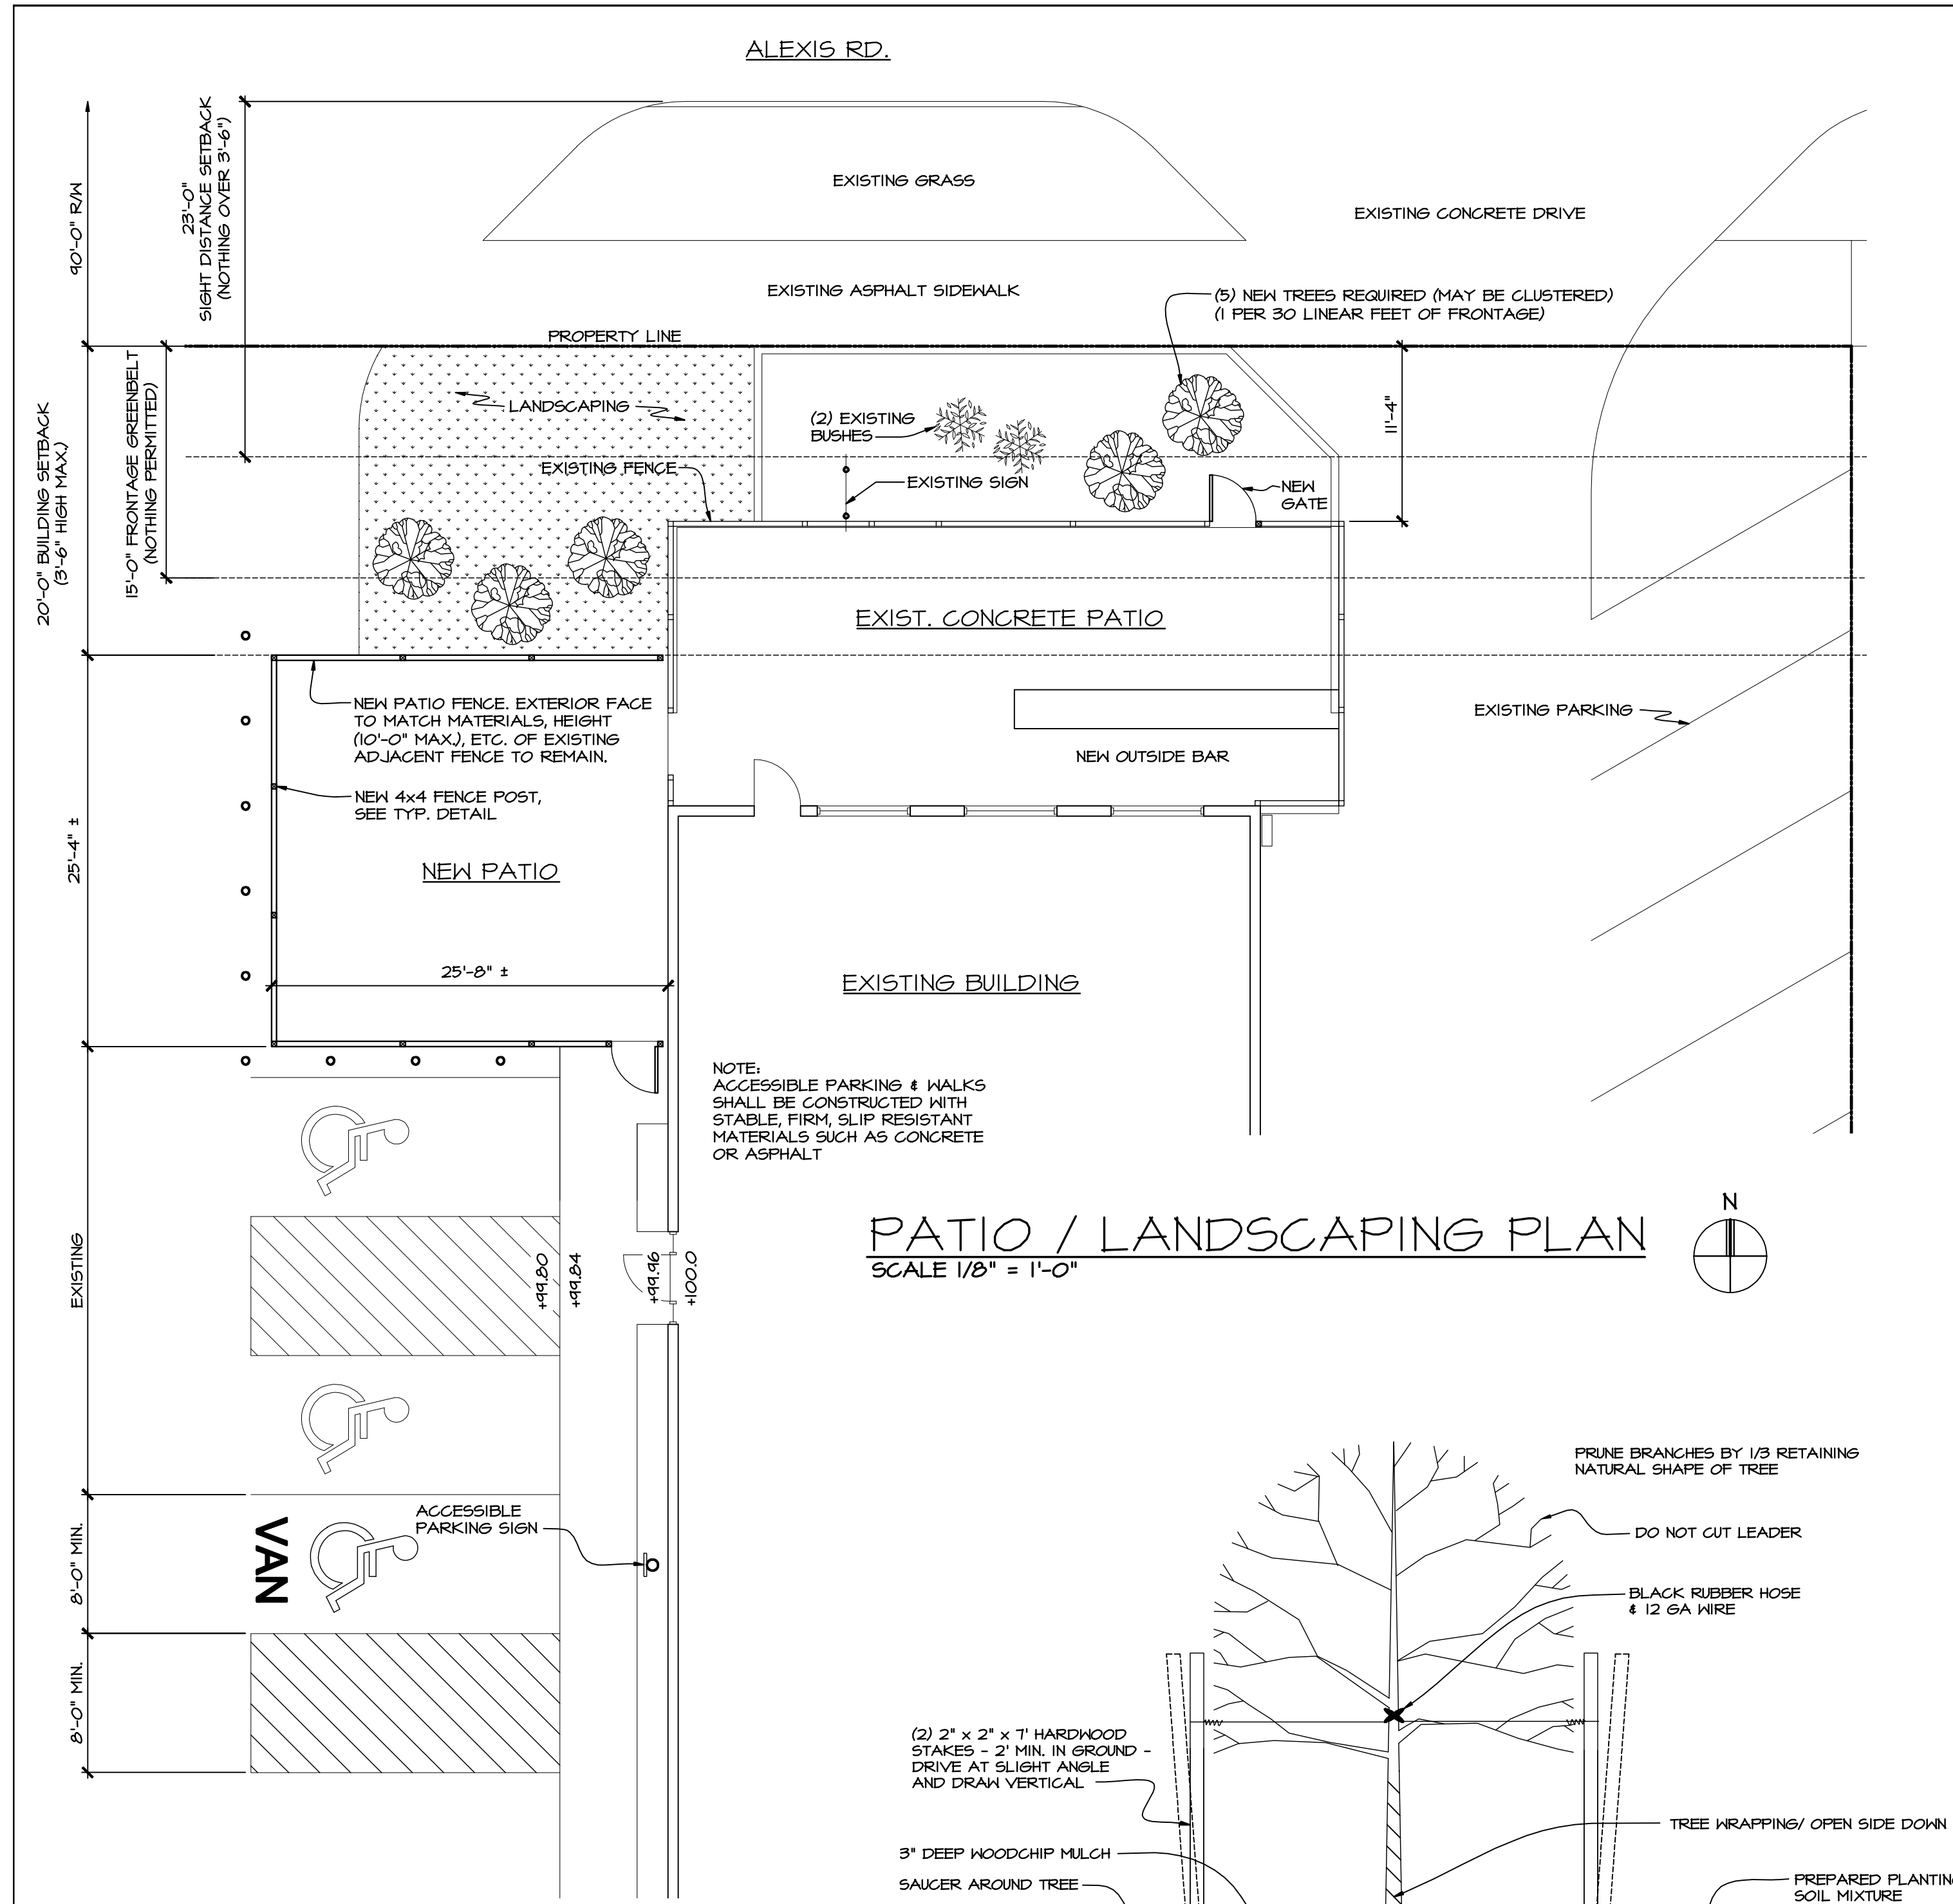 ALEXIS RD.
90'-0" R/W
23'-0"
SIGHT DISTANCE SETBACK
(NOTHING OVER 3'-6")
EXISTING GRASS
EXISTING CONCRETE DRIVE
EXISTING ASPHALT SIDEWALK
(5) NEW TREES REQUIRED (MAY BE CLUSTERED)
(1 PER 30 LINEAR FEET OF FRONTAGE)
PROPERTY LINE
20'-0" BUILDING SETBACK
(3'-6" HIGH MAX.)
15'-0" FRONTAGE GREENBELT
(NOTHING PERMITTED)
LANDSCAPING
(2) EXISTING
BUSHES
11'-4"
EXISTING FENCE
EXISTING SIGN
NEW
GATE
EXIST. CONCRETE PATIO
NEW PATIO FENCE. EXTERIOR FACE
TO MATCH MATERIALS, HEIGHT
(10'-0" MAX.), ETC. OF EXISTING
ADJACENT FENCE TO REMAIN.
EXISTING PARKING
NEW OUTSIDE BAR
NEW 4x4 FENCE POST,
SEE TYP. DETAIL
25'-4" ±
NEW PATIO
25'-8" ±
EXISTING BUILDING
NOTE:
ACCESSIBLE PARKING & WALKS
SHALL BE CONSTRUCTED WITH
STABLE, FIRM, SLIP RESISTANT
MATERIALS SUCH AS CONCRETE
OR ASPHALT
PATIO / LANDSCAPING PLAN
SCALE 1/8" = 1'-0"
N
EXISTING
+99.80
+99.84
+99.96
+100.0
ACCESSIBLE
PARKING SIGN
VAN
8'-0" MIN.
8'-0" MIN.
PRUNE BRANCHES BY 1/3 RETAINING
NATURAL SHAPE OF TREE
DO NOT CUT LEADER
BLACK RUBBER HOSE
& 12 GA WIRE
(2) 2" x 2" x 7' HARDWOOD
STAKES - 2' MIN. IN GROUND -
DRIVE AT SLIGHT ANGLE
AND DRAW VERTICAL
TREE WRAPPING/ OPEN SIDE DOWN
3" DEEP WOODCHIP MULCH
SAUCER AROUND TREE
PREPARED PLANTIN
SOIL MIXTURE